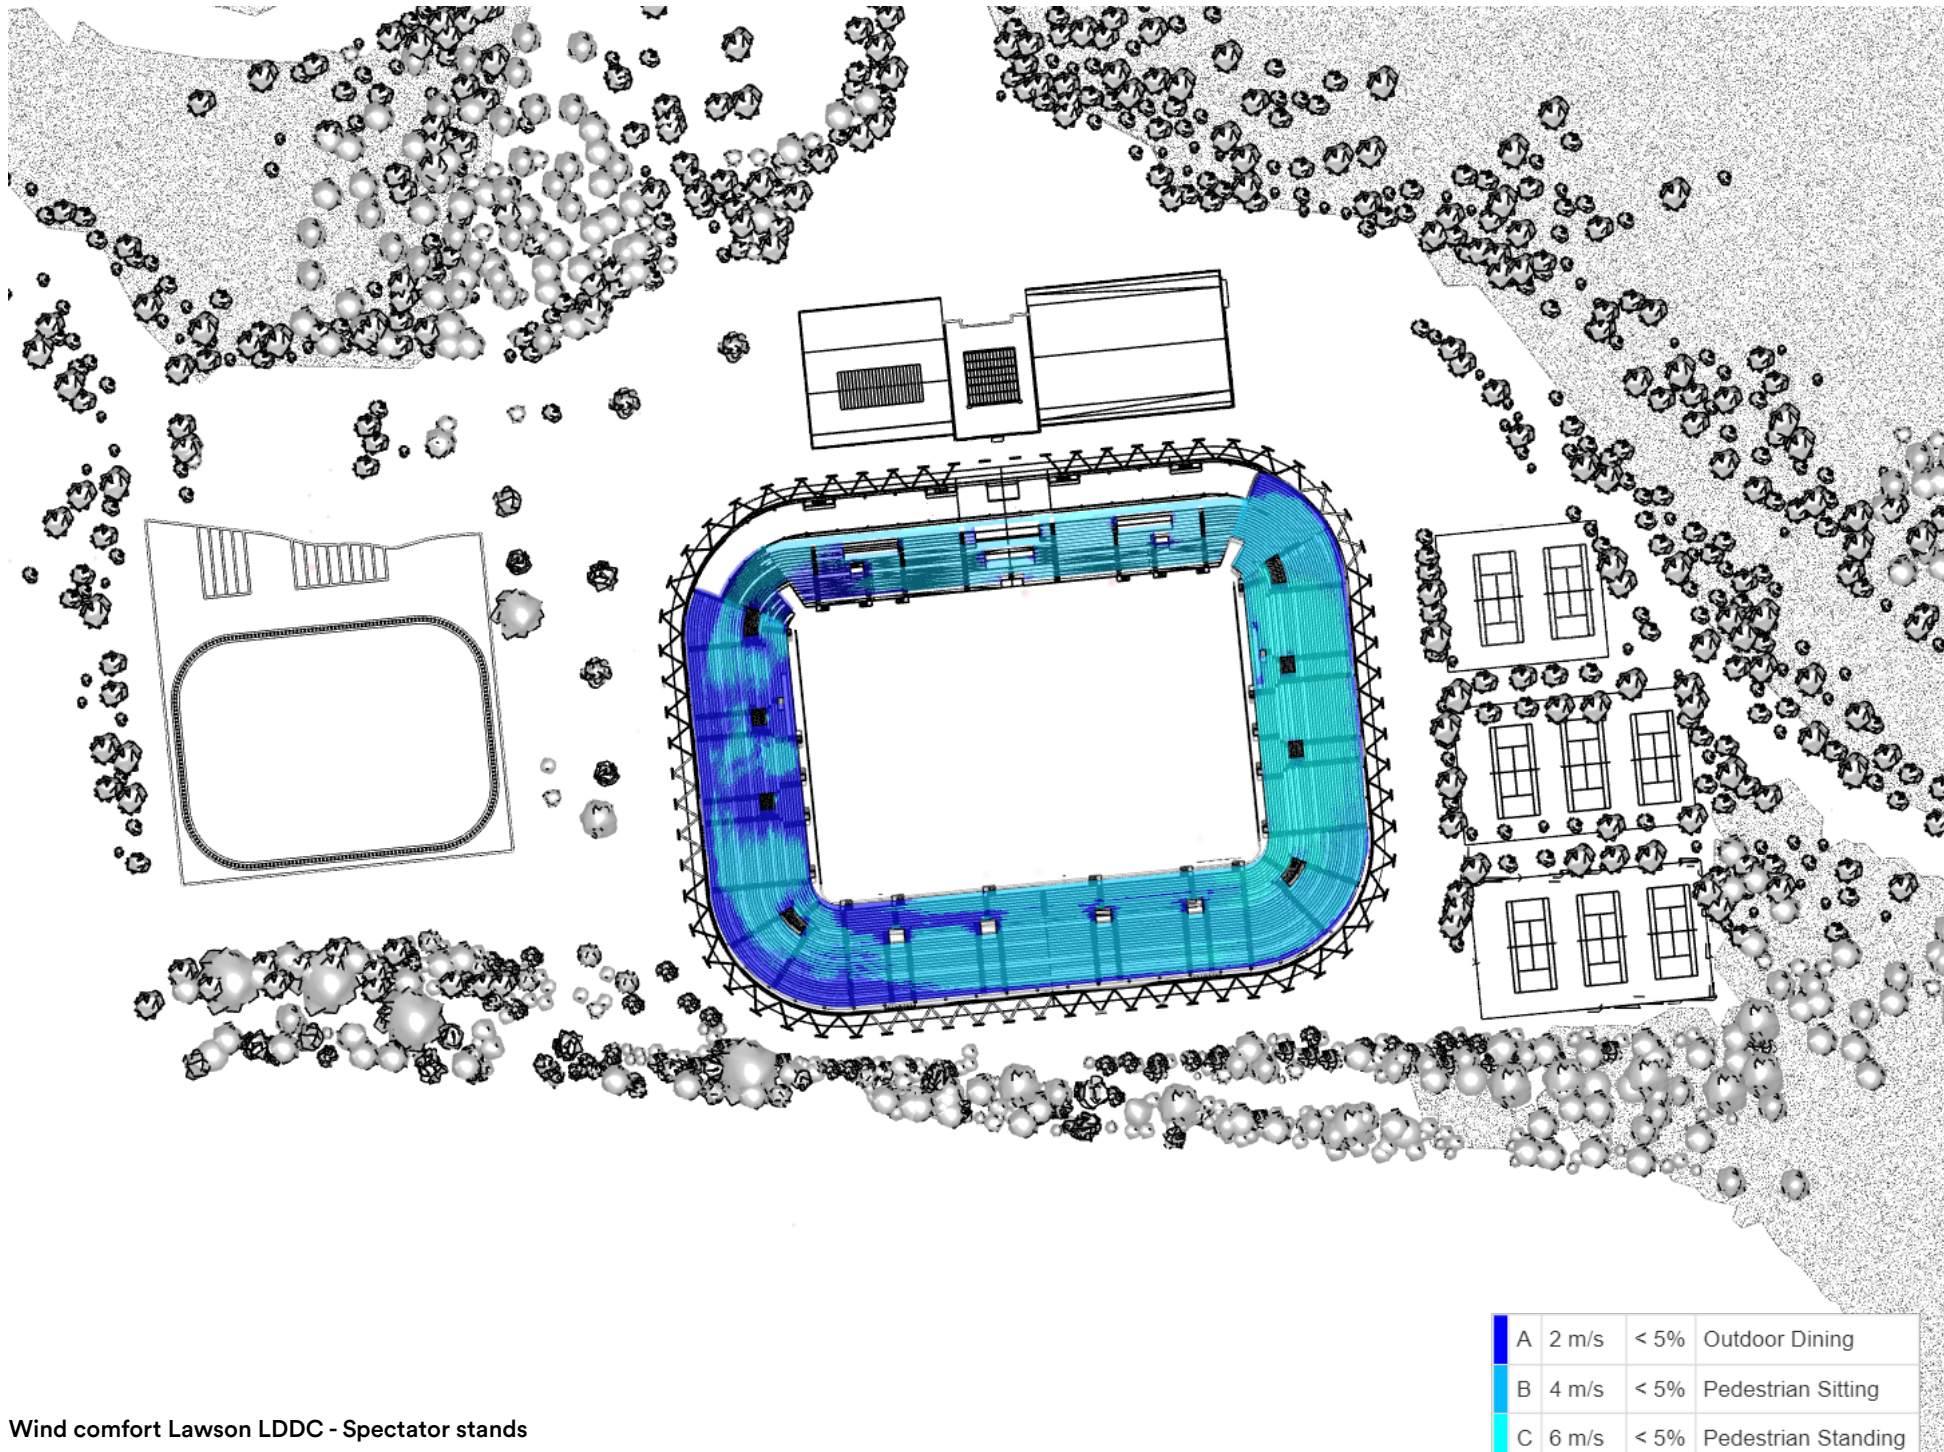 A 2 m/s < 5% Outdoor Dining
B 4 m/s < 5% Pedestrian Sitting
C 6 m/s < 5% Pedestrian Standing
Wind comfort Lawson LDDC - Spectator stands